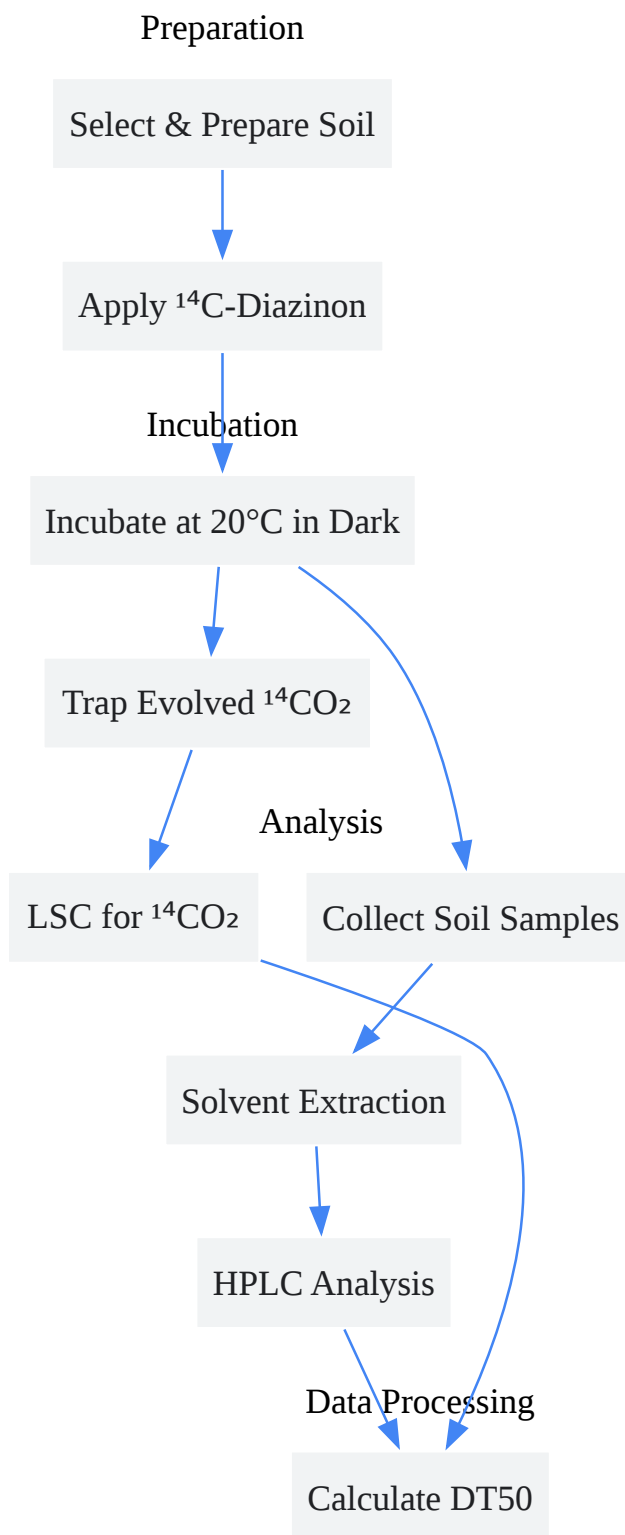 Preparation
Select & Prepare Soil
Apply ¹⁴C-Diazinon
Incubation
Incubate at 20°C in Dark
Trap Evolved ¹⁴CO₂
Analysis
LSC for ¹⁴CO₂
Collect Soil Samples
Solvent Extraction
HPLC Analysis
Data Processing
Calculate DT50